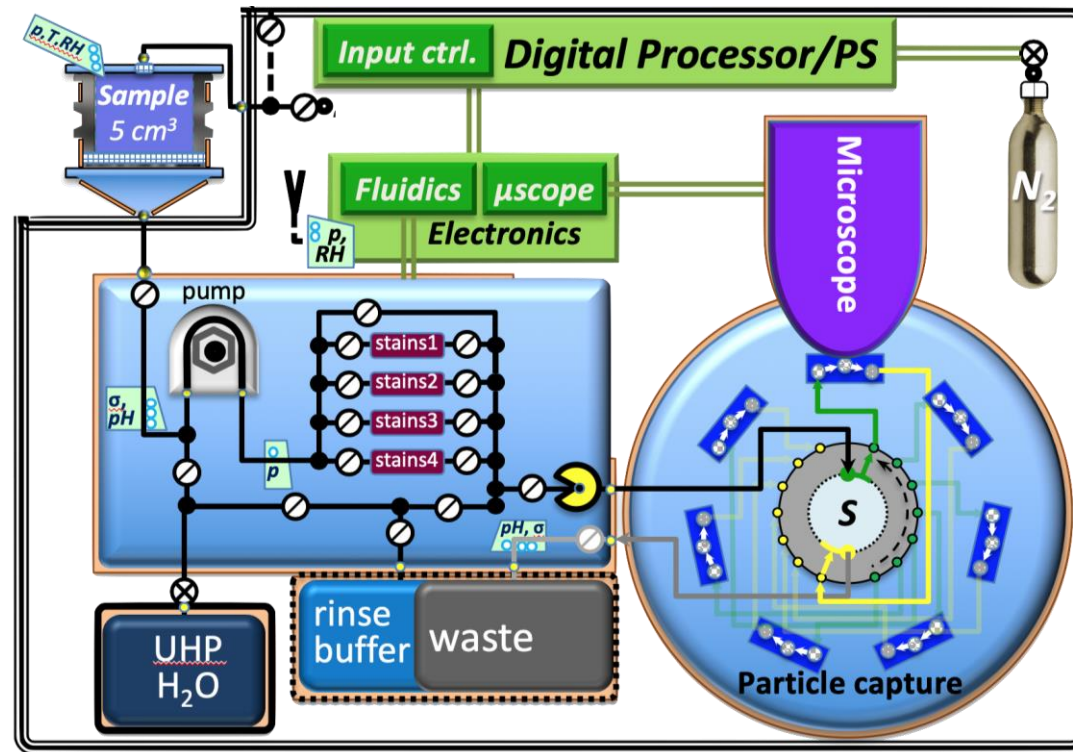 p,T,RH
Sample
5 cm³
Input ctrl.
Digital Processor/PS
N₂
Fluidics
µscope
Electronics
p,
RH
Microscope
pump
stains1
stains2
stains3
stains4
σ,
pH
p
pH, σ
S
rinse
buffer
waste
UHP
H₂O
Particle capture